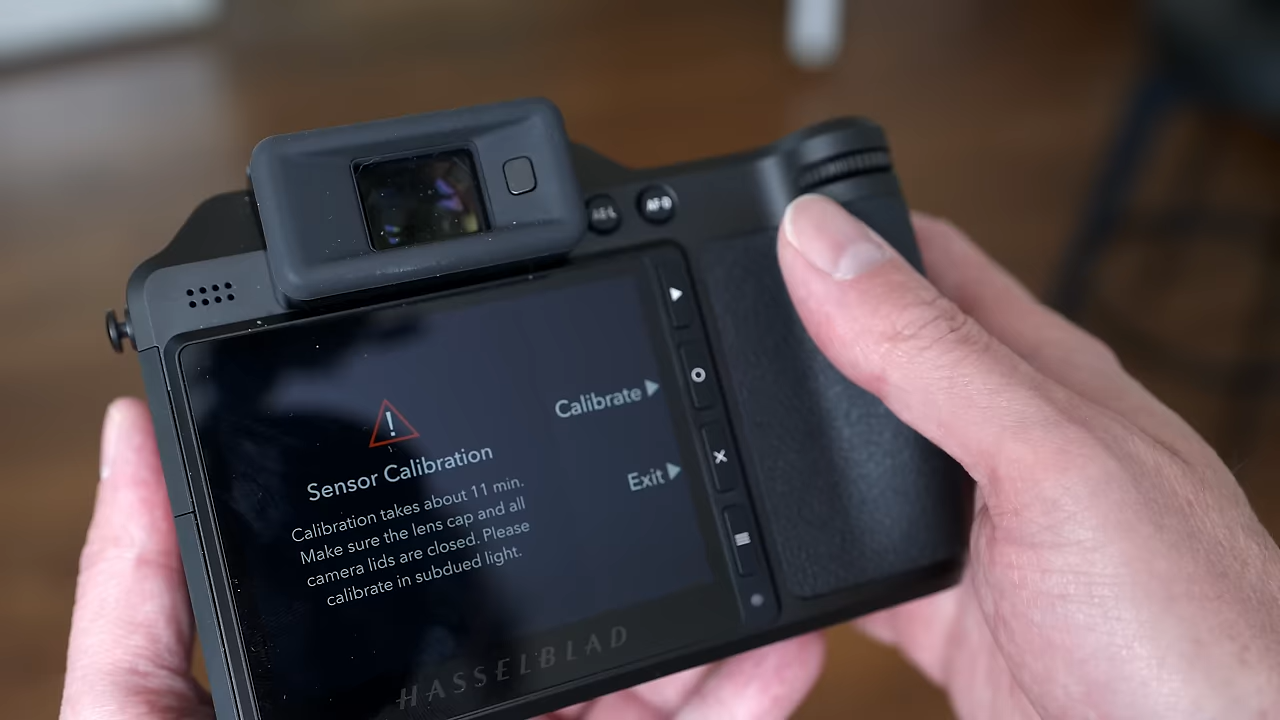 AE-L AF-D
Calibrate
Sensor Calibration
Exit
Calibration takes about 11 min.
Make sure the lens cap and all
camera lids are closed. Please
calibrate in subdued light.
HASSELBLAD